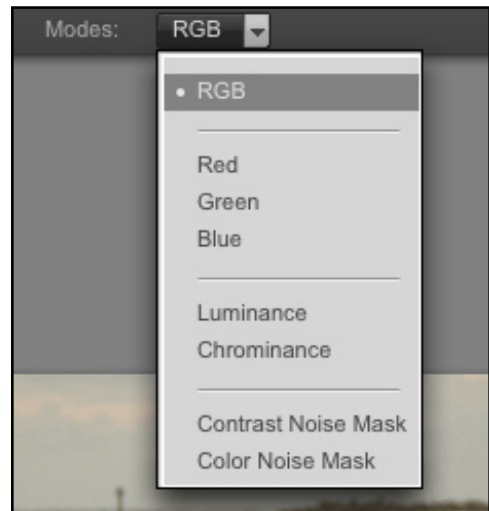 Modes: RGB
RGB
Red
Green
Blue
Luminance
Chrominance
Contrast Noise Mask
Color Noise Mask